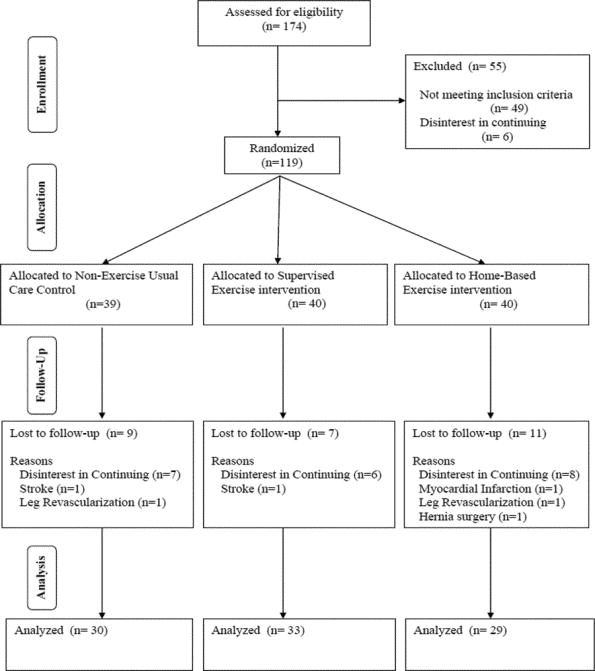 Enrollment
Assessed for eligibility
(n= 174)
Excluded (n= 55)
Not meeting inclusion criteria
(n= 49)
Disinterest in continuing
(n= 6)
Randomized
(n=119)
Allocation
Allocated to Non-Exercise Usual
Care Control
(n=39)
Allocated to Supervised
Exercise intervention
(n= 40)
Allocated to Home-Based
Exercise intervention
(n= 40)
Follow-Up
Lost to follow-up (n= 9)
Reasons
Disinterest in Continuing (n=7)
Stroke (n=1)
Leg Revascularization (n=1)
Lost to follow-up (n= 7)
Reasons
Disinterest in Continuing (n=6)
Stroke (n=1)
Lost to follow-up (n= 11)
Reasons
Disinterest in Continuing (n=8)
Myocardial Infarction (n=1)
Leg Revascularization (n=1)
Hernia surgery (n=1)
Analysis
Analyzed (n= 30)
Analyzed (n= 33)
Analyzed (n= 29)